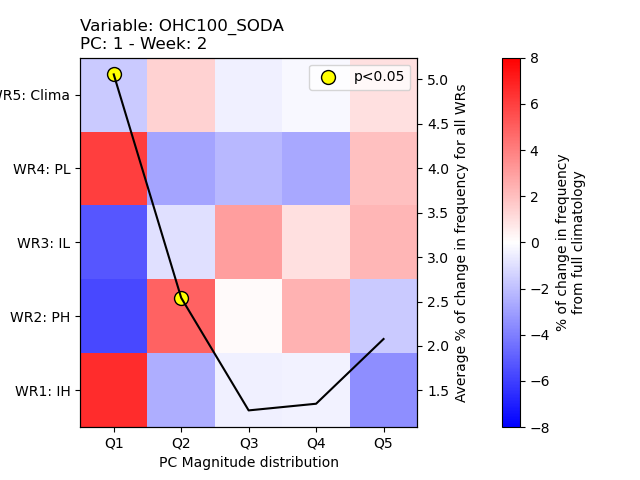 Variable: OHC100_SODA
PC: 1 - Week: 2
p<0.05
WR5: Clima
WR4: PL
WR3: IL
WR2: PH
WR1: IH
Q1 Q2 Q3 Q4 Q5
PC Magnitude distribution
5.0
4.5
4.0
3.5
3.0
2.5
2.0
1.5
Average % of change in frequency for all WRs
8
6
4
2
0
−2
−4
−6
−8
% of change in frequency
from full climatology